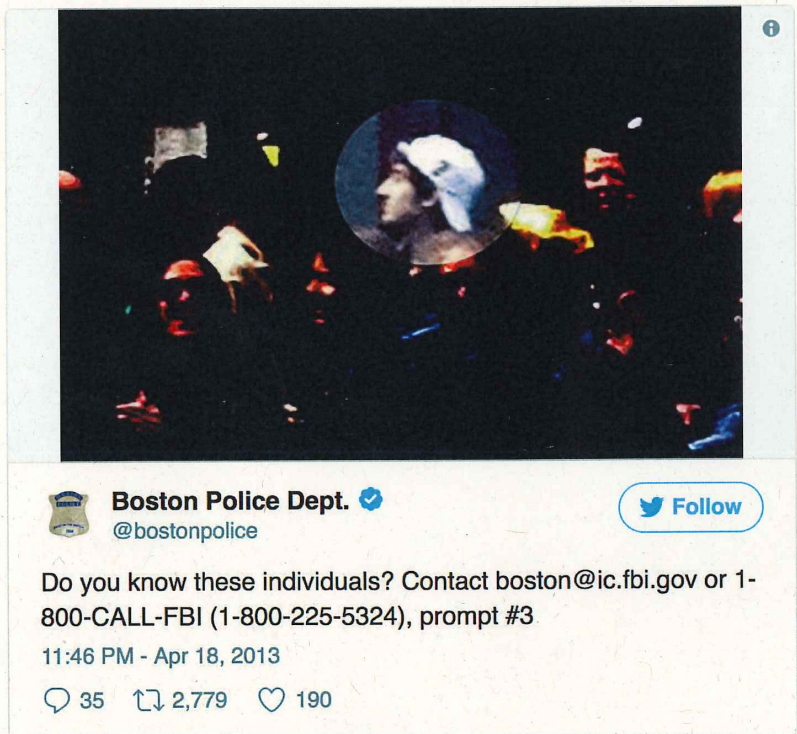 Boston Police Dept.
Follow
@bostonpolice
Do you know these individuals? Contact boston@ic.fbi.gov or 1-
800-CALL-FBI (1-800-225-5324), prompt #3
11:46 PM - Apr 18, 2013
35 2,779 190